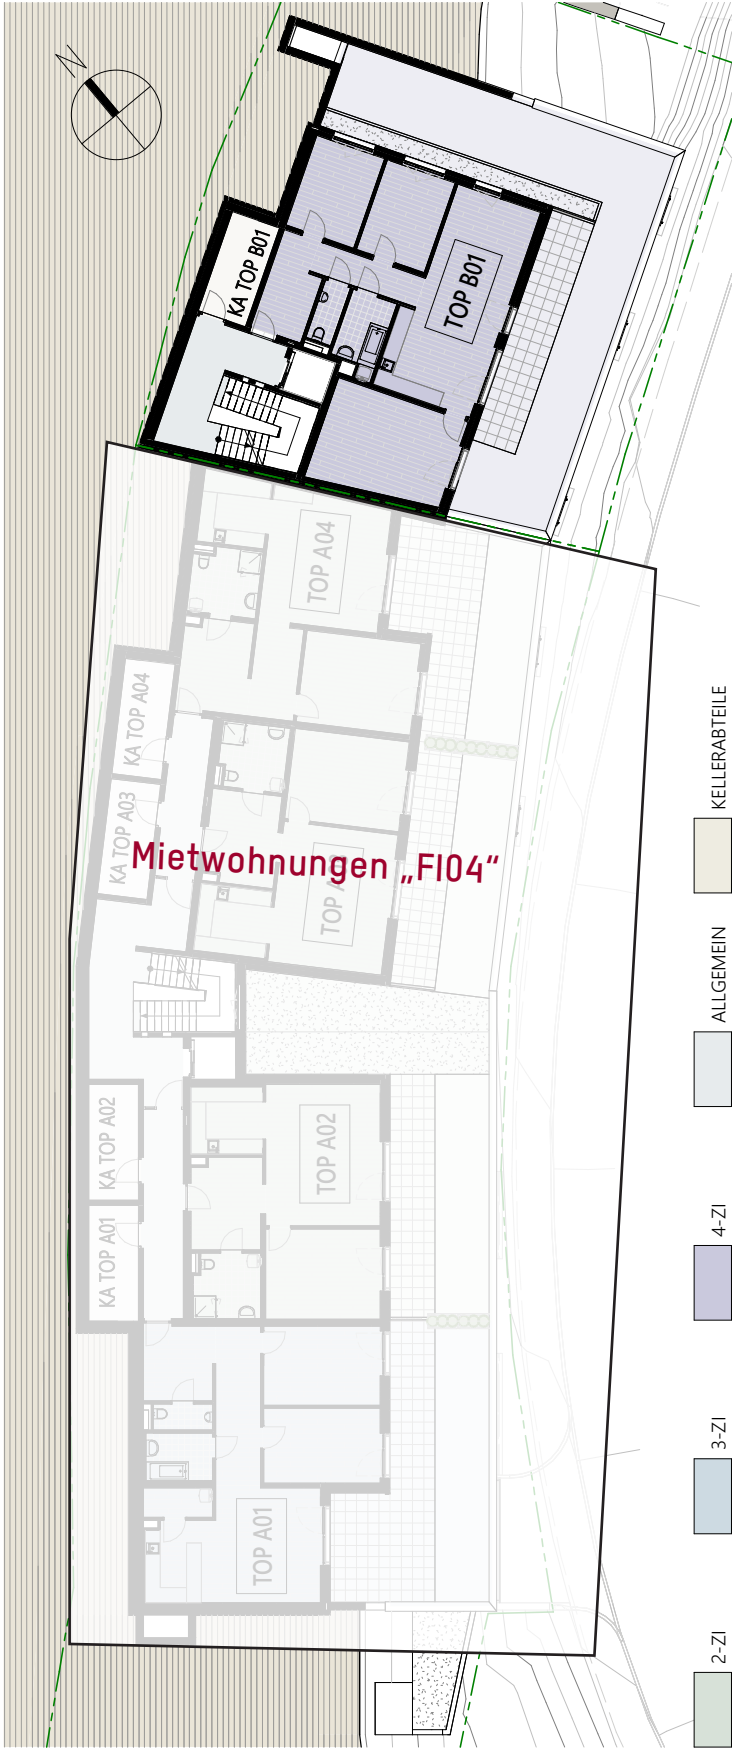 N
KA TOP B01
TOP B01
TOP A04
KA TOP A04
KA TOP A03
Mietwohnungen „FI04“
TOP
KA TOP A02
TOP A02
KA TOP A01
TOP A01
KELLERABTEILE
ALLGEMEIN
4-ZI
3-ZI
2-ZI